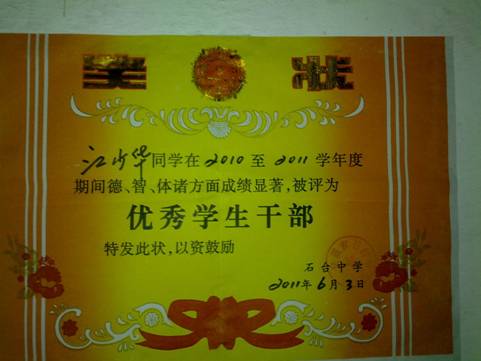 奖 状
江少华同学在2010至2011学年度
期间德、智、体诸方面成绩显著,被评为
优秀学生干部
特发此状,以资鼓励
石台中学
2011年6月3日